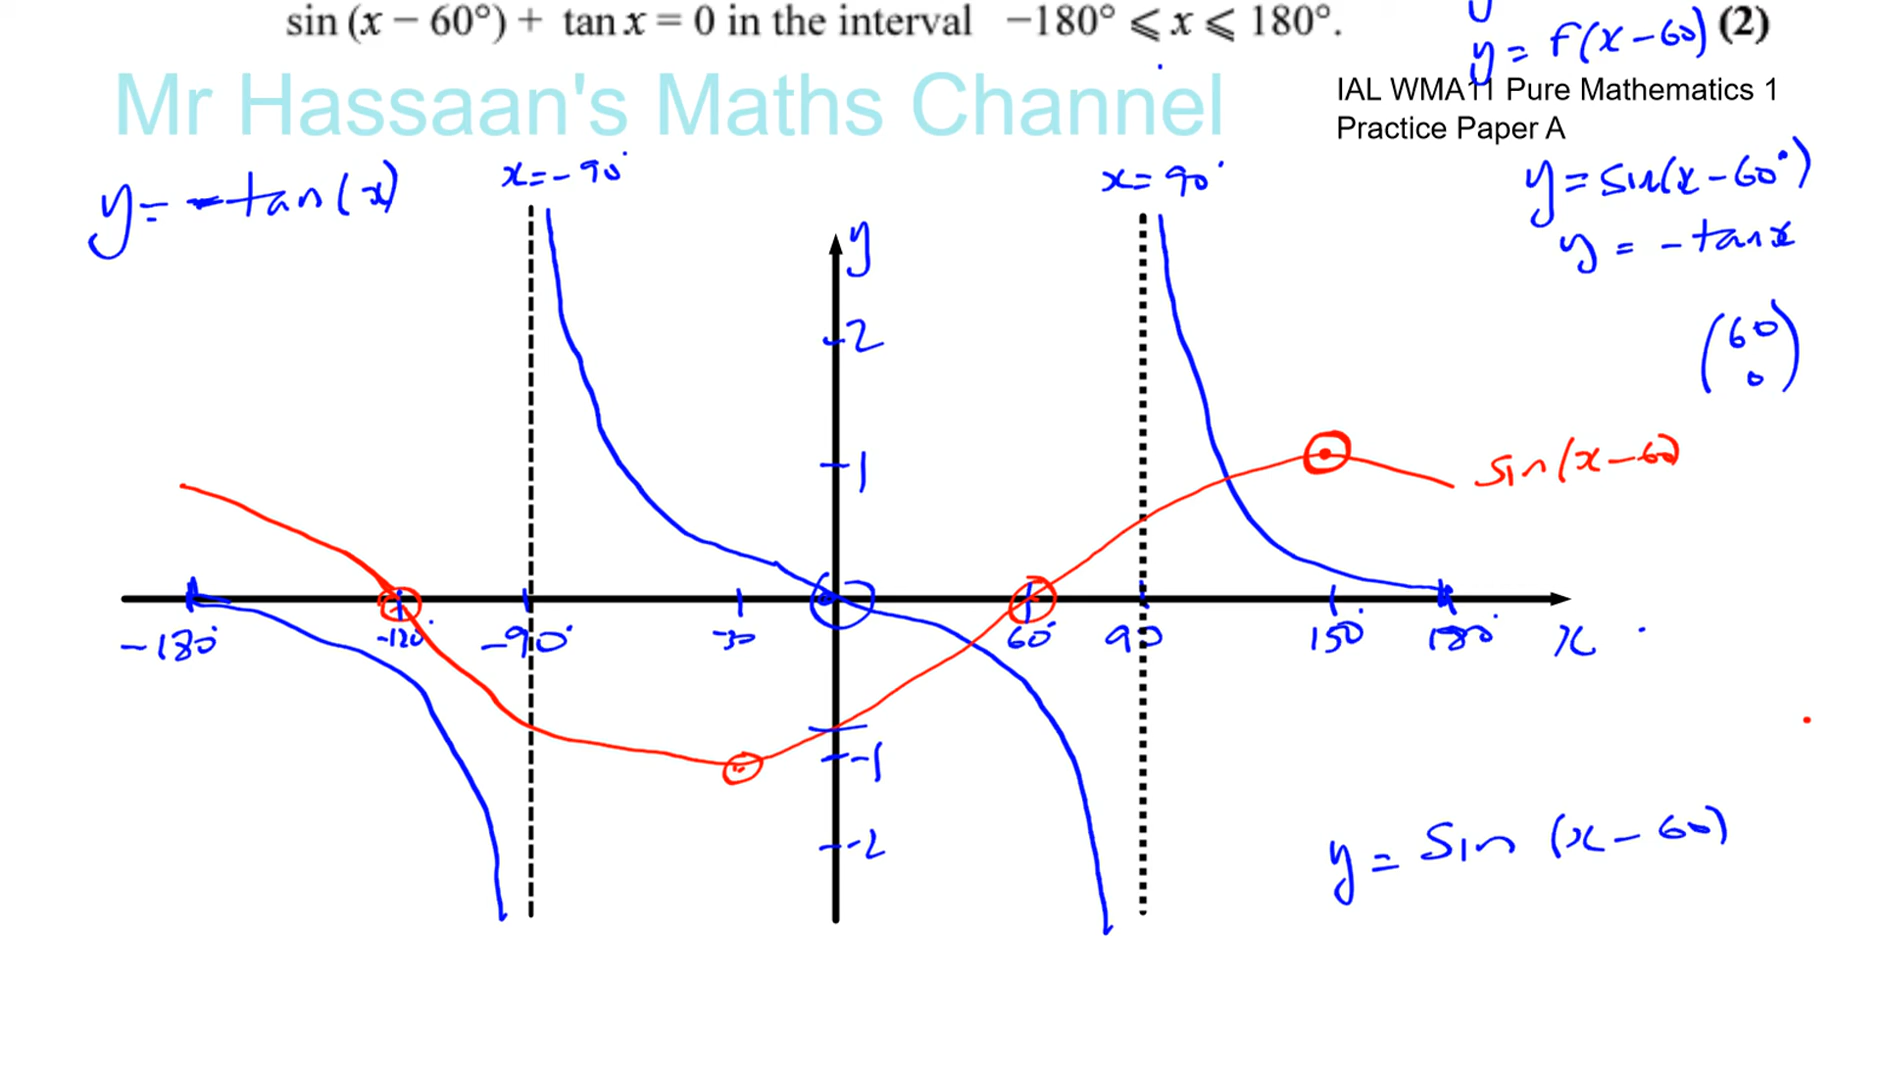 sin (x − 60°) + tan x = 0 in the interval −180° ⩽ x ⩽ 180°.
y = f(x-60) (2)
Mr Hassaan's Maths Channel
IAL WMA11 Pure Mathematics 1
Practice Paper A
y = -tan(x)
x=-90°
x=90°
y=sin(x-60°)
y = -tanx
y
2
(60
0)
1
sin(x-60)
-180°
-120°
-90°
-30
60°
90
150°
180°
x
-1
-2
y = Sin (x-60)